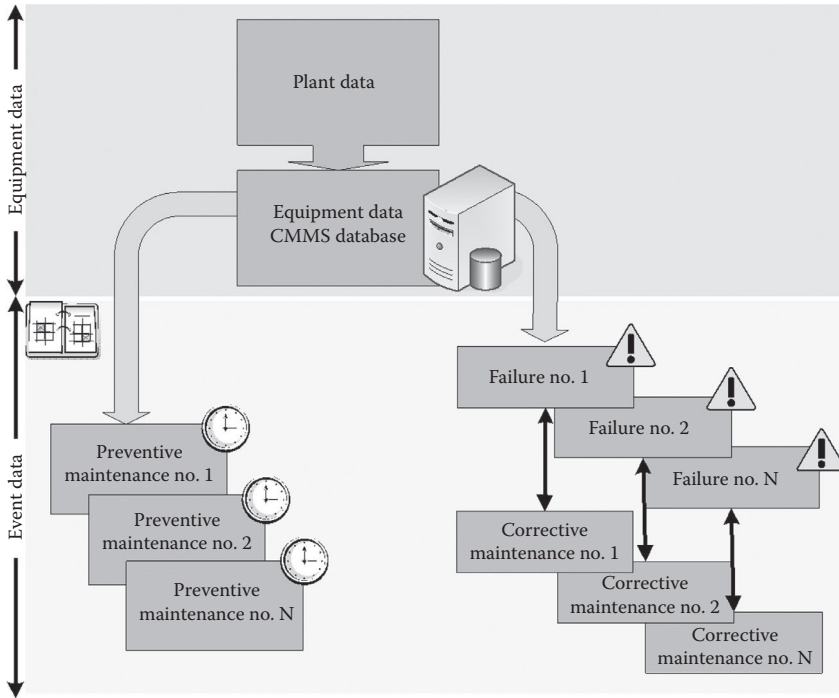 Equipment data
Plant data
Equipment data
CMMS database
Event data
Failure no. 1
Failure no. 2
Failure no. N
Preventive
maintenance no. 1
Preventive
maintenance no. 2
Preventive
maintenance no. N
Corrective
maintenance no. 1
Corrective
maintenance no. 2
Corrective
maintenance no. N